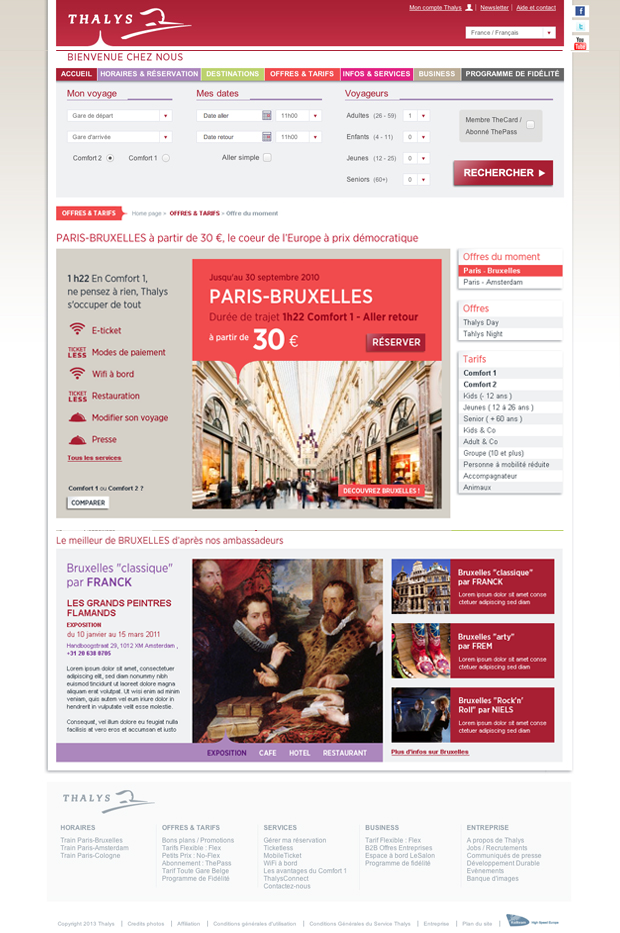 THALYS
Mon compte Thalys | Newsletter | Aide et contact
France / Français
You Tube
BIENVENUE CHEZ NOUS
ACCUEIL HORAIRES & RÉSERVATION DESTINATIONS OFFRES & TARIFS INFOS & SERVICES BUSINESS PROGRAMME DE FIDÉLITÉ
Mon voyage
Gare de départ
Gare d'arrivée
Comfort 2 Comfort 1
Mes dates
Date aller 11h00
Date retour 11h00
Aller simple
Voyageurs
Adultes (26 - 59) 1
Enfants (4 - 11) 0
Jeunes (12 - 25) 0
Seniors (60+) 0
Membre TheCard /
Abonné ThePass
RECHERCHER
OFFRES & TARIFS Home page > OFFRES & TARIFS > Offre du moment
PARIS-BRUXELLES à partir de 30 €, le coeur de l'Europe à prix démocratique
1 h22 En Comfort 1,
ne pensez à rien, Thalys
s'occuper de tout
E-ticket
TICKET LESS Modes de paiement
Wifi à bord
TICKET LESS Restauration
Modifier son voyage
Presse
Tous les services
Comfort 1 ou Comfort 2 ?
COMPARER
Jusqu'au 30 septembre 2010
PARIS-BRUXELLES
Durée de trajet 1h22 Comfort 1 - Aller retour
à partir de 30 €
RÉSERVER
DECOUVREZ BRUXELLES !
Offres du moment
Paris - Bruxelles
Paris - Amsterdam
Offres
Thalys Day
Tahlys Night
Tarifs
Comfort 1
Comfort 2
Kids (- 12 ans )
Jeunes ( 12 à 26 ans )
Senior ( + 60 ans )
Kids & Co
Adult & Co
Groupe (10 et plus)
Personne à mobilité réduite
Accompagnateur
Animaux
Le meilleur de BRUXELLES d'après nos ambassadeurs
Bruxelles "classique"
par FRANCK
LES GRANDS PEINTRES
FLAMANDS
EXPOSITION
du 10 janvier au 15 mars 2011
Handboogstraat 29, 1012 XM Amsterdam ,
+31 20 638 0705
Lorem ipsum dolor sit amet, consectetuer
adipiscing elit, sed diam nonummy nibh
euismod tincidunt ut laoreet dolore magna
aliquam erat volutpat. Ut wisi enim ad minim
veniam, quis autem vel eum iriure dolor in
hendrerit in vulputate velit esse molestie.
Consequat, vel illum dolore eu feugiat nulla
facilisis at vero eros et accumsan et iusto
EXPOSITION CAFE HOTEL RESTAURANT
Bruxelles "classique"
par FRANCK
Lorem ipsum dolor sit amet conse
ctetuer adipiscing sed diam
Bruxelles "arty"
par FREM
Lorem ipsum dolor sit amet conse
ctetuer adipiscing sed diam
Bruxelles "Rock'n'
Roll" par NIELS
Lorem ipsum dolor sit amet conse
ctetuer adipiscing sed diam
Plus d'infos sur Bruxelles
THALYS
HORAIRES
Train Paris-Bruxelles
Train Paris-Amsterdam
Train Paris-Cologne
OFFRES & TARIFS
Bons plans / Promotions
Tarifs Flexible : Flex
Petits Prix : No-Flex
Abonnement : ThePass
Tarif Toute Gare Belge
Programme de Fidélité
SERVICES
Gérer ma réservation
Ticketless
MobileTicket
WiFi à bord
Les avantages du Comfort 1
ThalysConnect
Contactez-nous
BUSINESS
Tarif Flexible : Flex
B2B Offres Entreprises
Espace à bord LeSalon
Programme de fidélité
ENTREPRISE
A propos de Thalys
Jobs / Recrutements
Communiqués de presse
Développement Durable
Evénements
Banque d'images
Copyright 2013 Thalys | Credits photos | Affiliation | Conditions générales d'utilisation | Conditions Générales du Service Thalys | Entreprise | Plan du site | High Speed Europe